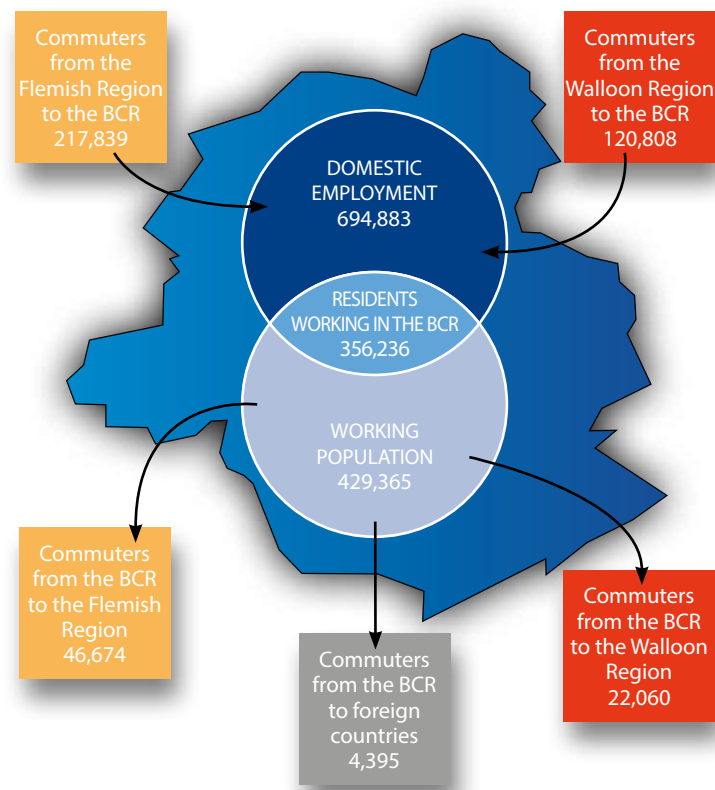 Commuters
from the
Flemish Region
to the BCR
217,839
Commuters
from the
Walloon Region
to the BCR
120,808
DOMESTIC
EMPLOYMENT
694,883
RESIDENTS
WORKING IN THE BCR
356,236
WORKING
POPULATION
429,365
Commuters
from the BCR
to the Flemish
Region
46,674
Commuters
from the BCR
to foreign
countries
4,395
Commuters
from the BCR
to the Walloon
Region
22,060